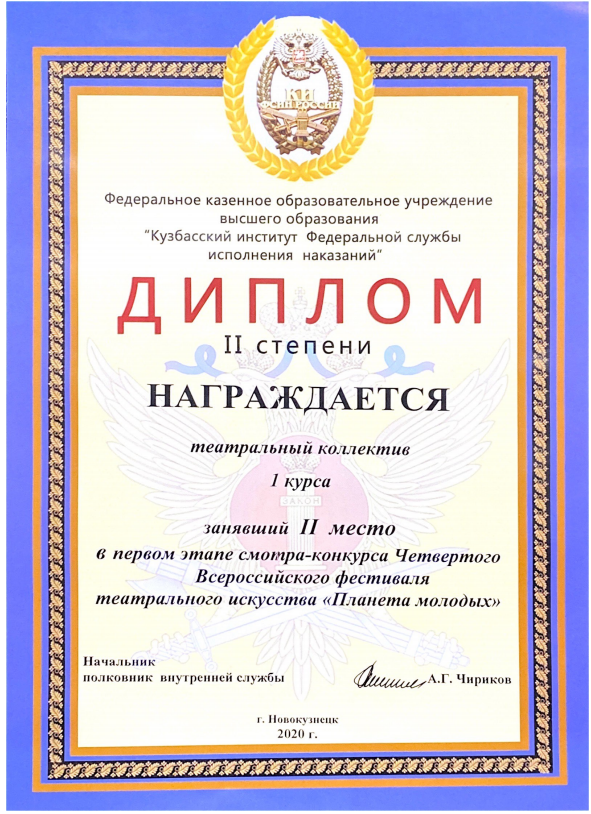 КИ
ФСИН РОССИИ
Федеральное казенное образовательное учреждение
высшего образования
"Кузбасский институт Федеральной службы
исполнения наказаний"
ДИПЛОМ
II степени
НАГРАЖДАЕТСЯ
театральный коллектив
1 курса
ЗАКОН
занявший II место
в первом этапе смотра-конкурса Четвертого
Всероссийского фестиваля
театрального искусства «Планета молодых»
Начальник
полковник внутренней службы
А.Г. Чириков
г. Новокузнецк
2020 г.